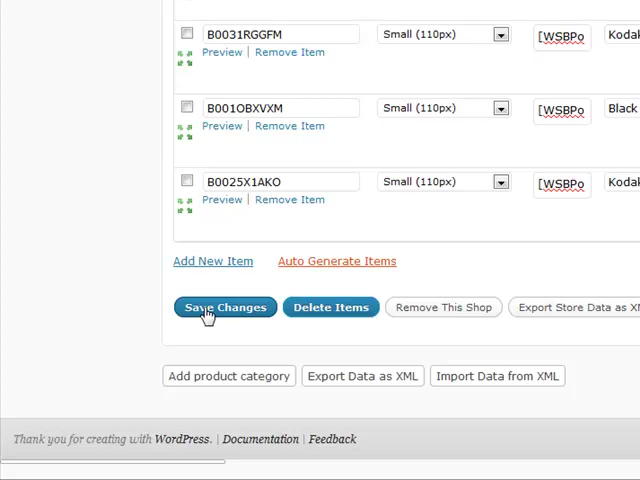 B0031RGGFM Small (110px) [WSBPo Kodak
Preview | Remove Item
B001OBXVXM Small (110px) [WSBPo Black
Preview | Remove Item
B0025X1AKO Small (110px) [WSBPo Kodak
Preview | Remove Item
Add New Item Auto Generate Items
Save Changes Delete Items Remove This Shop Export Store Data as XM
Add product category Export Data as XML Import Data from XML
Thank you for creating with WordPress. | Documentation | Feedback